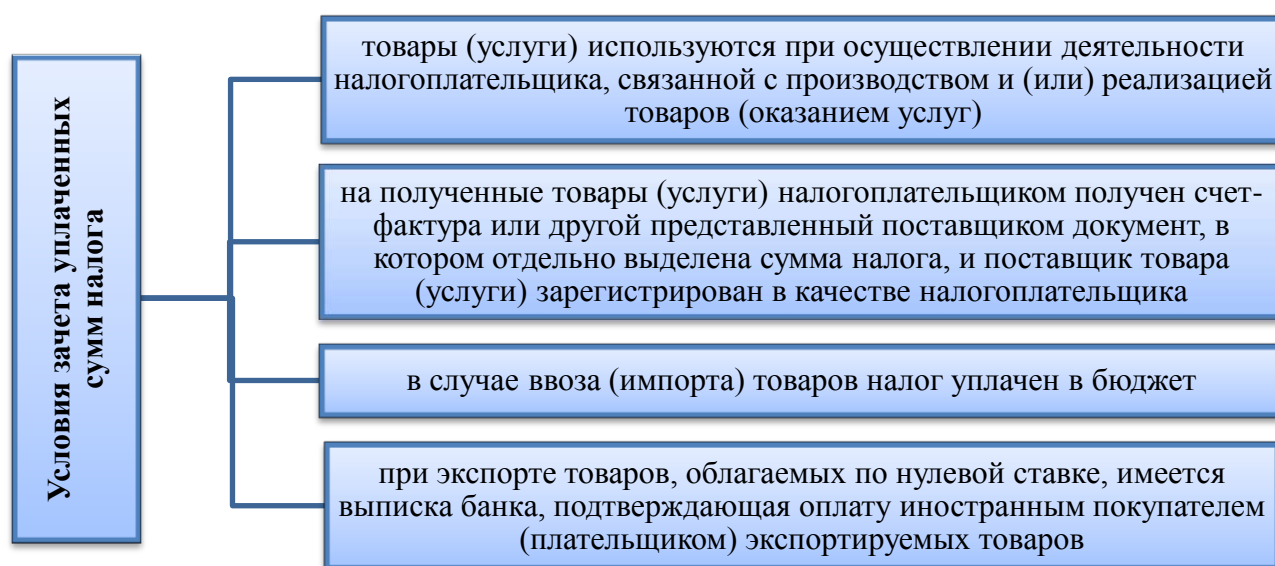 Условия зачета уплаченных
сумм налога
товары (услуги) используются при осуществлении деятельности
налогоплательщика, связанной с производством и (или) реализацией
товаров (оказанием услуг)
на полученные товары (услуги) налогоплательщиком получен счет-
фактура или другой представленный поставщиком документ, в
котором отдельно выделена сумма налога, и поставщик товара
(услуги) зарегистрирован в качестве налогоплательщика
в случае ввоза (импорта) товаров налог уплачен в бюджет
при экспорте товаров, облагаемых по нулевой ставке, имеется
выписка банка, подтверждающая оплату иностранным покупателем
(плательщиком) экспортируемых товаров